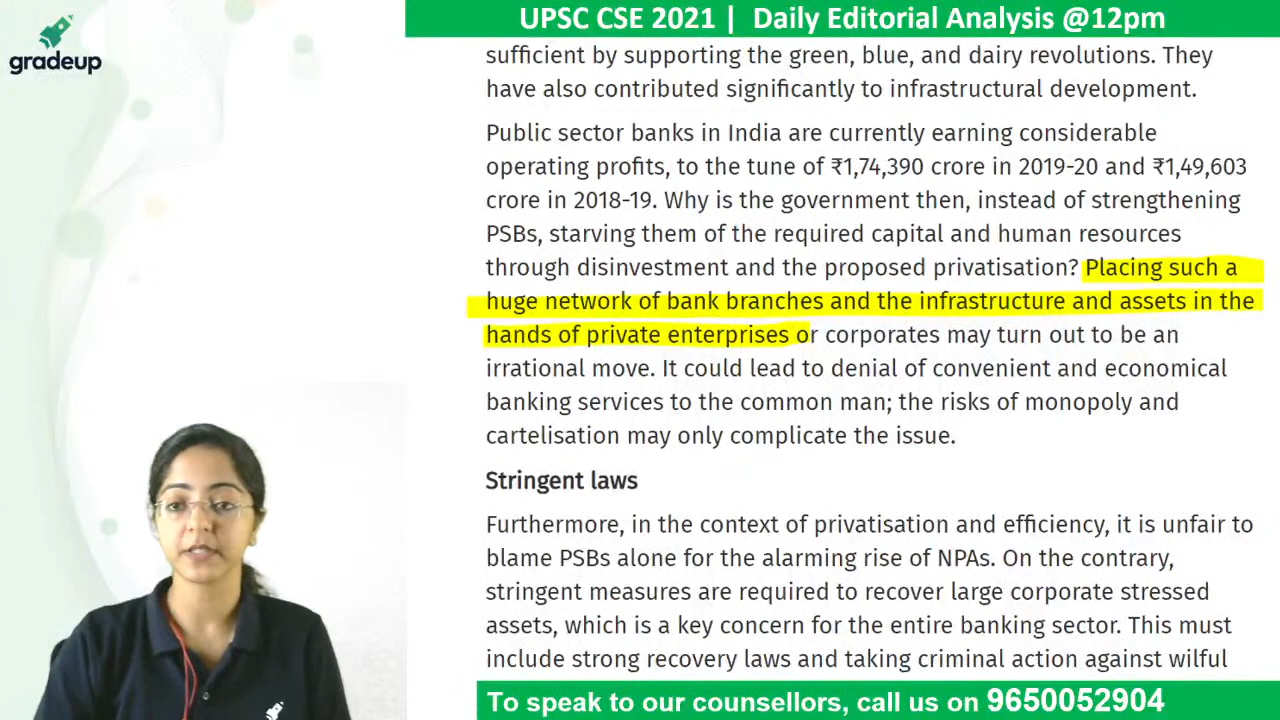 UPSC CSE 2021 | Daily Editorial Analysis @12pm
gradeup
sufficient by supporting the green, blue, and dairy revolutions. They
have also contributed significantly to infrastructural development.
Public sector banks in India are currently earning considerable
operating profits, to the tune of ₹1,74,390 crore in 2019-20 and ₹1,49,603
crore in 2018-19. Why is the government then, instead of strengthening
PSBs, starving them of the required capital and human resources
through disinvestment and the proposed privatisation? Placing such a
huge network of bank branches and the infrastructure and assets in the
hands of private enterprises or corporates may turn out to be an
irrational move. It could lead to denial of convenient and economical
banking services to the common man; the risks of monopoly and
cartelisation may only complicate the issue.
Stringent laws
Furthermore, in the context of privatisation and efficiency, it is unfair to
blame PSBs alone for the alarming rise of NPAs. On the contrary,
stringent measures are required to recover large corporate stressed
assets, which is a key concern for the entire banking sector. This must
include strong recovery laws and taking criminal action against wilful
To speak to our counsellors, call us on 9650052904